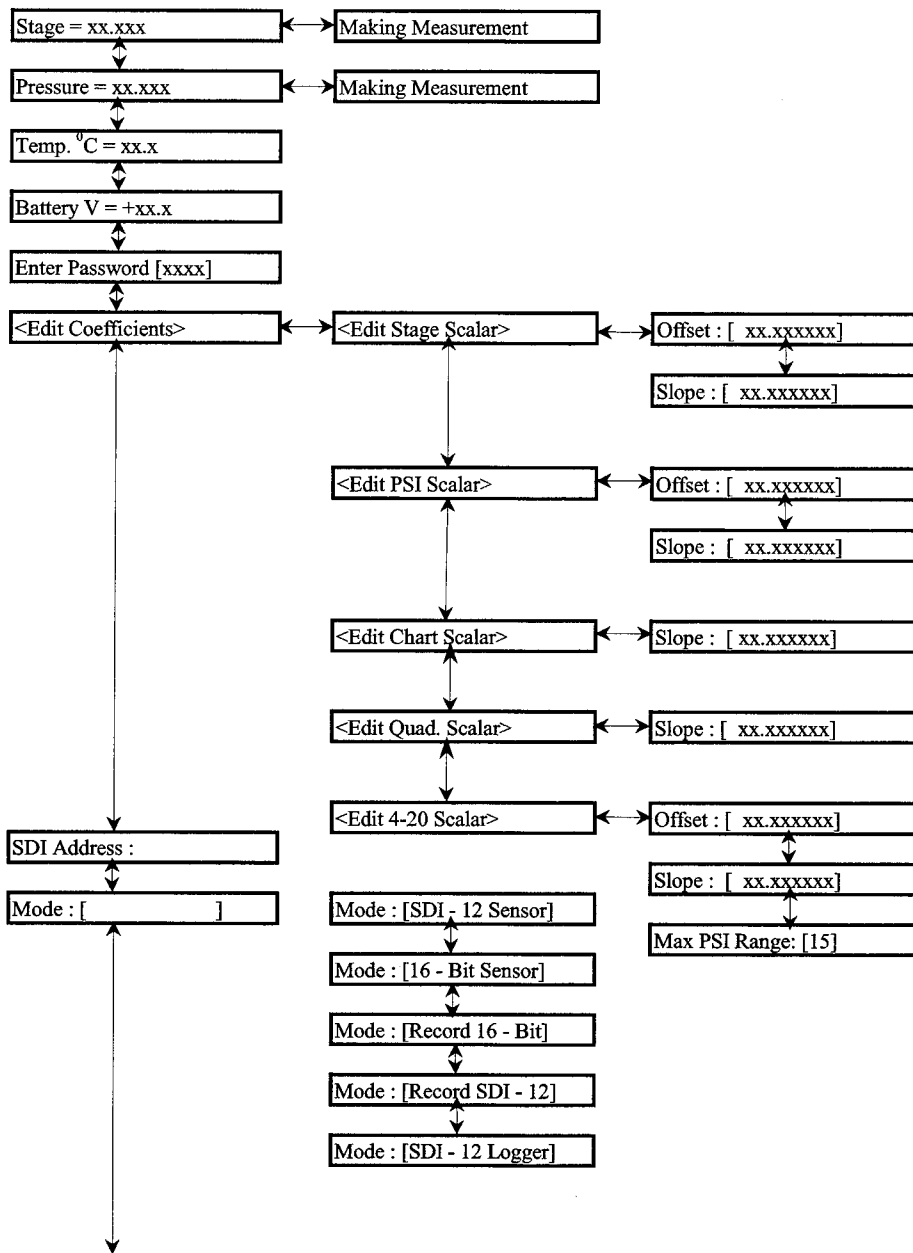 Stage = xx.xxx
Making Measurement
Pressure = xx.xxx
Making Measurement
Temp. ⁰C = xx.x
Battery V = +xx.x
Enter Password [xxxx]
<Edit Coefficients>
<Edit Stage Scalar>
Offset : [ xx.xxxxxx]
Slope : [ xx.xxxxxx]
<Edit PSI Scalar>
Offset : [ xx.xxxxxx]
Slope : [ xx.xxxxxx]
<Edit Chart Scalar>
Slope : [ xx.xxxxxx]
<Edit Quad. Scalar>
Slope : [ xx.xxxxxx]
<Edit 4-20 Scalar>
Offset : [ xx.xxxxxx]
SDI Address :
Slope : [ xx.xxxxxx]
Mode : [ ]
Mode : [SDI - 12 Sensor]
Max PSI Range: [15]
Mode : [16 - Bit Sensor]
Mode : [Record 16 - Bit]
Mode : [Record SDI - 12]
Mode : [SDI - 12 Logger]